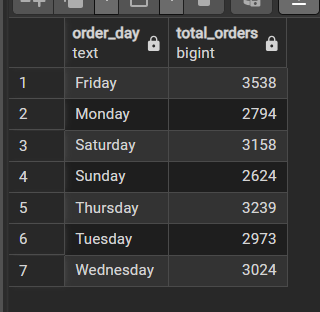 order_day total_orders
text bigint
1 Friday 3538
2 Monday 2794
3 Saturday 3158
4 Sunday 2624
5 Thursday 3239
6 Tuesday 2973
7 Wednesday 3024